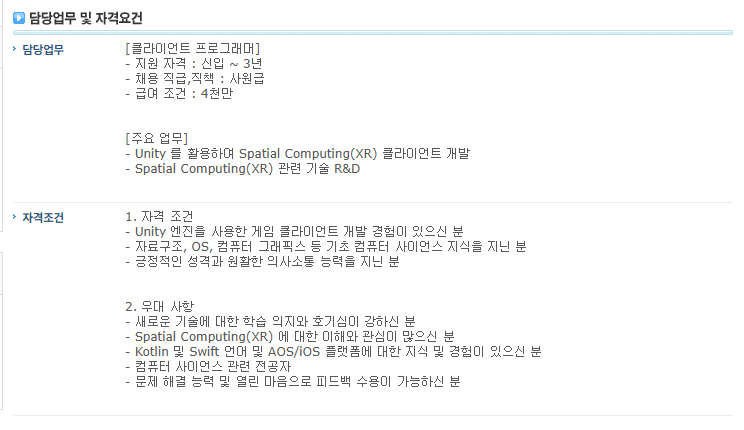 담당업무 및 자격요건
담당업무
[클라이언트 프로그래머]
- 지원 자격 : 신입 ~ 3년
- 채용 직급,직책 : 사원급
- 급여 조건 : 4천만
[주요 업무]
- Unity 를 활용하여 Spatial Computing(XR) 클라이언트 개발
- Spatial Computing(XR) 관련 기술 R&D
자격조건
1. 자격 조건
- Unity 엔진을 사용한 게임 클라이언트 개발 경험이 있으신 분
- 자료구조, OS, 컴퓨터 그래픽스 등 기초 컴퓨터 사이언스 지식을 지닌 분
- 긍정적인 성격과 원활한 의사소통 능력을 지닌 분
2. 우대 사항
- 새로운 기술에 대한 학습 의지와 호기심이 강하신 분
- Spatial Computing(XR) 에 대한 이해와 관심이 많으신 분
- Kotlin 및 Swift 언어 및 AOS/iOS 플랫폼에 대한 지식 및 경험이 있으신 분
- 컴퓨터 사이언스 관련 전공자
- 문제 해결 능력 및 열린 마음으로 피드백 수용이 가능하신 분